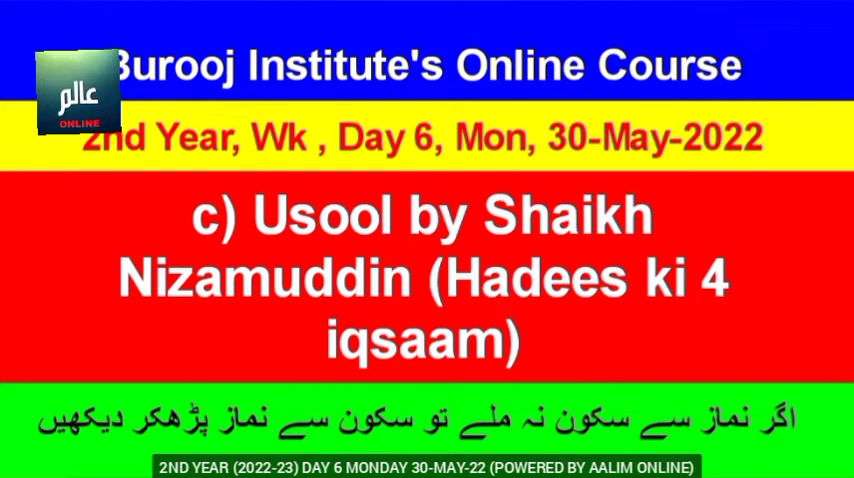 Burooj Institute's Online Course
عالم
ONLINE
2nd Year, Wk , Day 6, Mon, 30-May-2022
c) Usool by Shaikh
Nizamuddin (Hadees ki 4
iqsaam)
اگر نماز سے سکون نہ ملے تو سکون سے نماز پڑھکر دیکھیں
2ND YEAR (2022-23) DAY 6 MONDAY 30-MAY-22 (POWERED BY AALIM ONLINE)